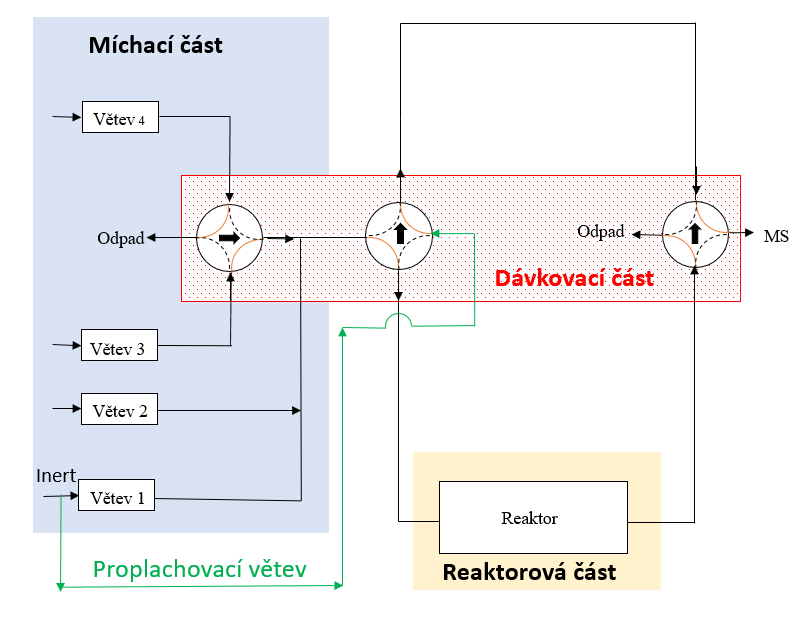 Míchací část
Větev 4
Odpad
Odpad
MS
Dávkovací část
Větev 3
Větev 2
Inert
Větev 1
Reaktor
Proplachovací větev
Reaktorová část